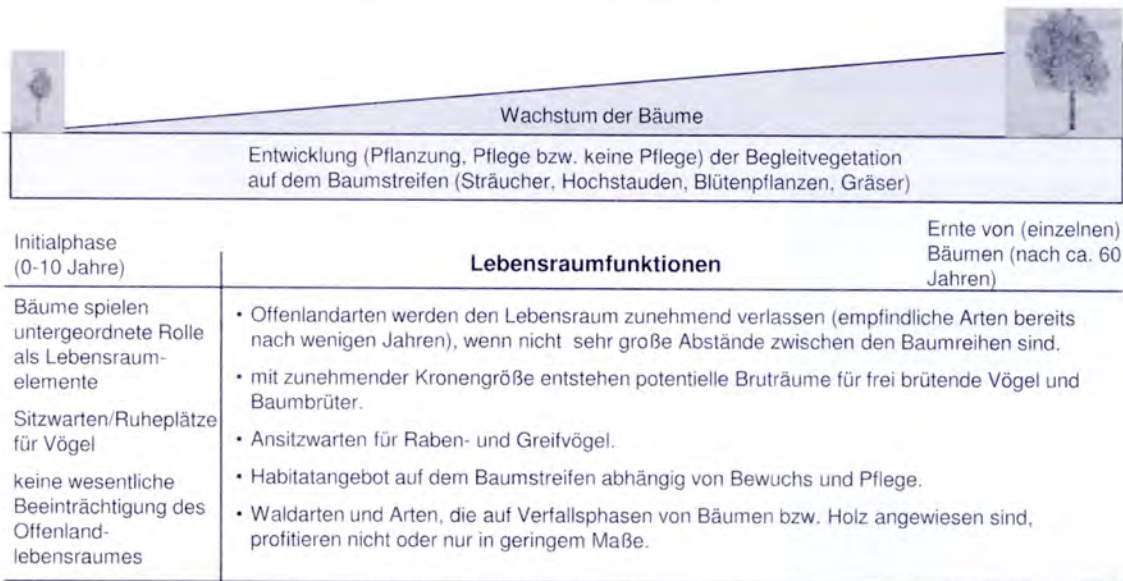 Wachstum der Bäume
Entwicklung (Pflanzung, Pflege bzw. keine Pflege) der Begleitvegetation
auf dem Baumstreifen (Sträucher, Hochstauden, Blütenpflanzen, Gräser)
Initialphase
(0-10 Jahre)
Lebensraumfunktionen
Ernte von (einzelnen)
Bäumen (nach ca. 60
Jahren)
Bäume spielen
untergeordnete Rolle
als Lebensraum-
elemente
Sitzwarten/Ruheplätze
für Vögel
keine wesentliche
Beeinträchtigung des
Offenland-
lebensraumes
• Offenlandarten werden den Lebensraum zunehmend verlassen (empfindliche Arten bereits
nach wenigen Jahren), wenn nicht sehr große Abstände zwischen den Baumreihen sind.
• mit zunehmender Kronengröße entstehen potentielle Bruträume für frei brütende Vögel und
Baumbrüter.
• Ansitzwarten für Raben- und Greifvögel.
• Habitatangebot auf dem Baumstreifen abhängig von Bewuchs und Pflege.
• Waldarten und Arten, die auf Verfallsphasen von Bäumen bzw. Holz angewiesen sind,
profitieren nicht oder nur in geringem Maße.